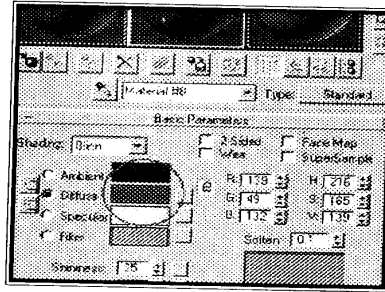 Material #8 Type: Standard
Basic Parameters
Shading: Blinn 2 Sided Face Map
Wire SuperSample
Ambient R: 138 H: 216
Diffuse G: 49 S: 165
Specular B: 132 V: 139
Filter Soften: 0.1
Shininess: 25